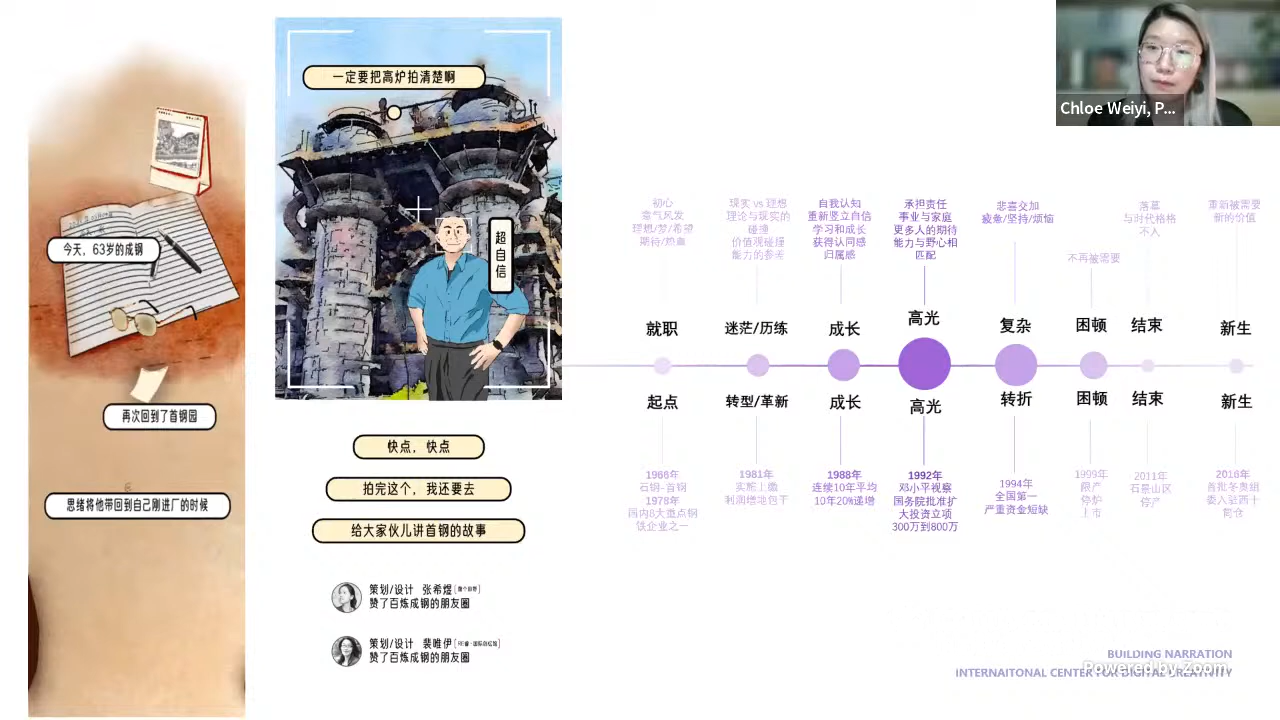 今天，63岁的成钢
再次回到了首钢园
思绪将他带回到自己刚进厂的时候
一定要把高炉拍清楚啊
超自信
快点，快点
拍完这个，我还要去
给大家伙儿讲首钢的故事
策划/设计 张希煜
赞了百炼成钢的朋友圈
策划/设计 裴唯伊
赞了百炼成钢的朋友圈
初心
意气风发
理想/梦/希望
期待/热血
现实 vs 理想
理论与现实的
碰撞
价值观碰撞
能力的参考
自我认知
重新竖立自信
学习和成长
获得认同感
归属感
承担责任
事业与家庭
更多人的期待
能力与野心相
匹配
悲喜交加
疲惫/坚持/烦恼
不再被需要
落幕
与时代格格
不入
重新被需要
新的价值
就职
迷茫/历练
成长
高光
复杂
困顿
结束
新生
起点
转型/革新
成长
高光
转折
困顿
结束
新生
1966年
石钢-首钢
1978年
国内8大重点钢
铁企业之一
1981年
实施上缴
利润增地包干
1988年
连续10年平均
10年20%递增
1992年
邓小平视察
国务院批准扩
大投资立项
300万到800万
1994年
全国第一
严重资金短缺
1999年
限产
停炉
上市
2011年
石景山区
停产
2016年
首批冬奥组
委入驻西十
筒仓
Chloe Weiyi, P...
BUILDING NARRATION
INTERNAITONAL CENTER FOR DIGITAL CREATIVITY
Powered by Zoom